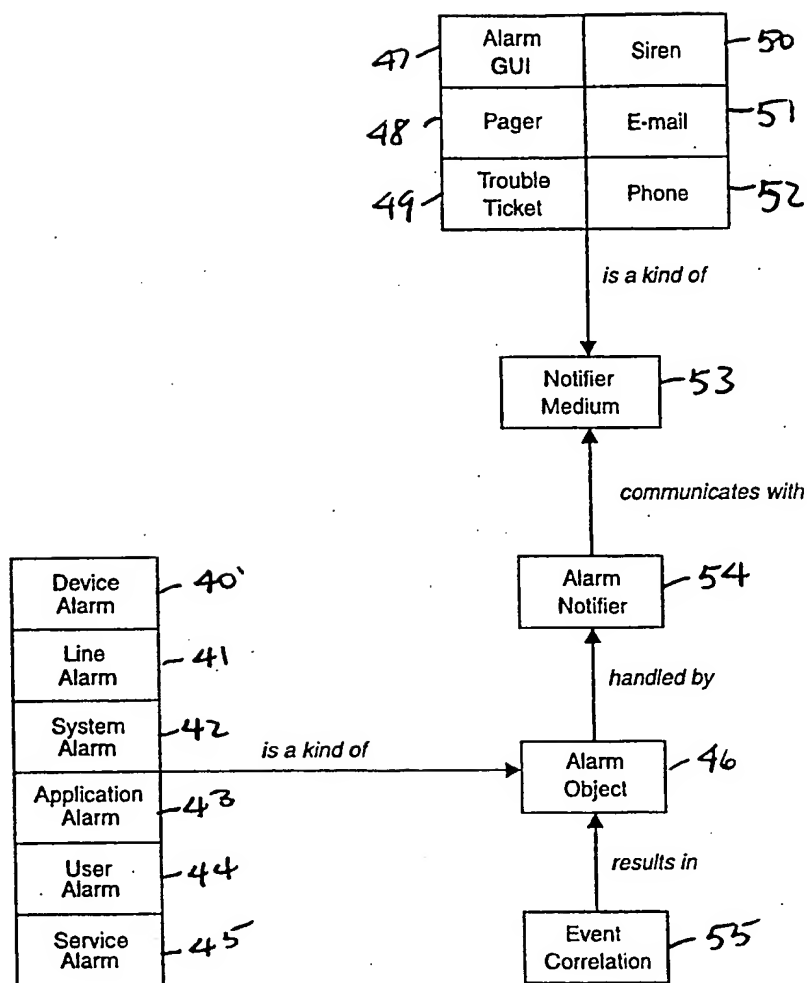 47 Alarm GUI Siren 50
48 Pager E-mail 51
49 Trouble Ticket Phone 52
is a kind of
Notifier Medium 53
communicates with
Device Alarm 40'
Alarm Notifier 54
Line Alarm 41
handled by
System Alarm 42
is a kind of
Alarm Object 46
Application Alarm 43
results in
User Alarm 44
Service Alarm 45
Event Correlation 55